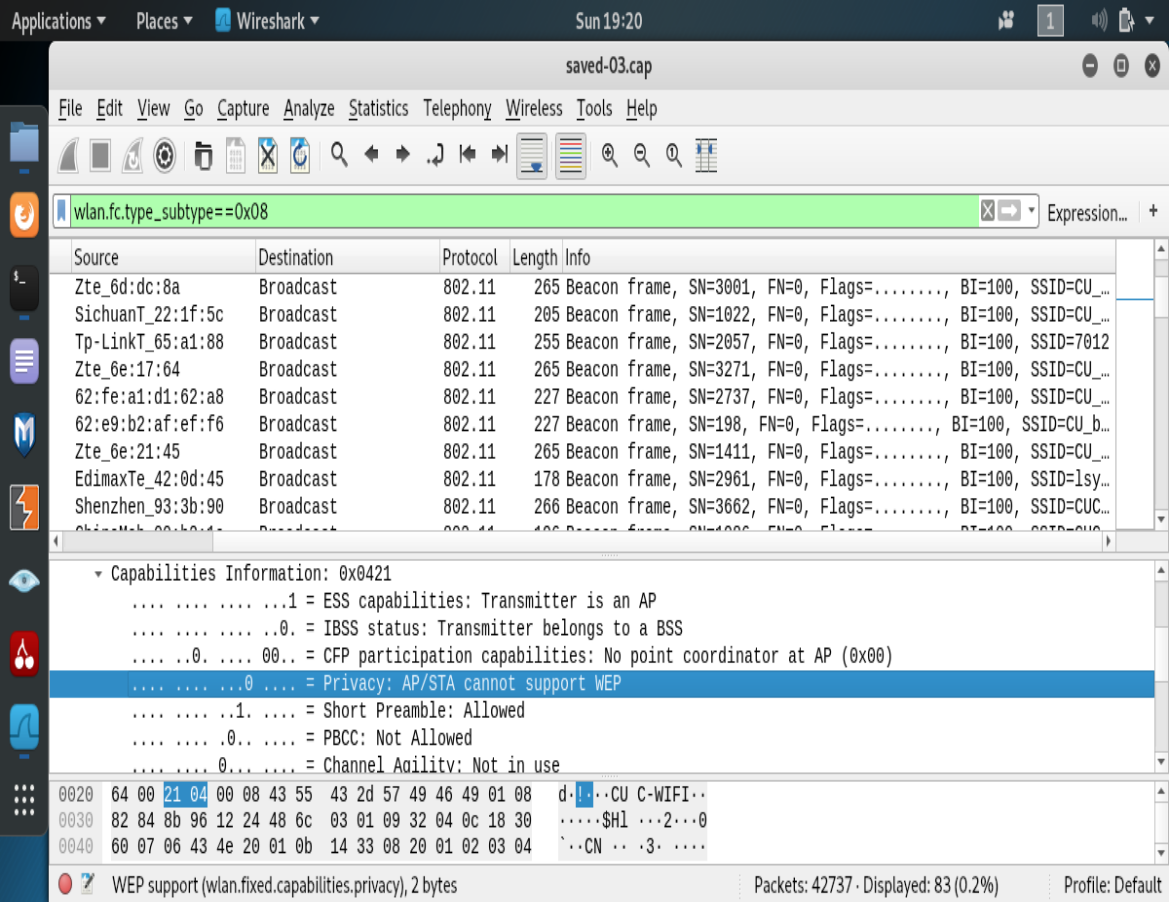 Applications ▾ Places ▾ Wireshark ▾ Sun 19:20 1
saved-03.cap
File Edit View Go Capture Analyze Statistics Telephony Wireless Tools Help
wlan.fc.type_subtype==0x08 Expression… +
Source Destination Protocol Length Info
Zte_6d:dc:8a Broadcast 802.11 265 Beacon frame, SN=3001, FN=0, Flags=........, BI=100, SSID=CU_…
SichuanT_22:1f:5c Broadcast 802.11 205 Beacon frame, SN=1022, FN=0, Flags=........, BI=100, SSID=CU_…
Tp-LinkT_65:a1:88 Broadcast 802.11 255 Beacon frame, SN=2057, FN=0, Flags=........, BI=100, SSID=7012
Zte_6e:17:64 Broadcast 802.11 265 Beacon frame, SN=3271, FN=0, Flags=........, BI=100, SSID=CU_…
62:fe:a1:d1:62:a8 Broadcast 802.11 227 Beacon frame, SN=2737, FN=0, Flags=........, BI=100, SSID=CU_…
62:e9:b2:af:ef:f6 Broadcast 802.11 227 Beacon frame, SN=198, FN=0, Flags=........, BI=100, SSID=CU_b…
Zte_6e:21:45 Broadcast 802.11 265 Beacon frame, SN=1411, FN=0, Flags=........, BI=100, SSID=CU_…
EdimaxTe_42:0d:45 Broadcast 802.11 178 Beacon frame, SN=2961, FN=0, Flags=........, BI=100, SSID=lsy…
Shenzhen_93:3b:90 Broadcast 802.11 266 Beacon frame, SN=3662, FN=0, Flags=........, BI=100, SSID=CUC…
Capabilities Information: 0x0421
.... .... .... ...1 = ESS capabilities: Transmitter is an AP
.... .... .... ..0. = IBSS status: Transmitter belongs to a BSS
.... ..0. .... 00.. = CFP participation capabilities: No point coordinator at AP (0x00)
.... .... ...0 .... = Privacy: AP/STA cannot support WEP
.... .... ..1. .... = Short Preamble: Allowed
.... .... .0.. .... = PBCC: Not Allowed
.... .... 0... .... = Channel Agility: Not in use
0020 64 00 21 04 00 08 43 55 43 2d 57 49 46 49 01 08 d·!···CU C-WIFI··
0030 82 84 8b 96 12 24 48 6c 03 01 09 32 04 0c 18 30 ·····$Hl ···2···0
0040 60 07 06 43 4e 20 01 0b 14 33 08 20 01 02 03 04 `··CN ·· ·3· ····
WEP support (wlan.fixed.capabilities.privacy), 2 bytes Packets: 42737 · Displayed: 83 (0.2%) Profile: Default